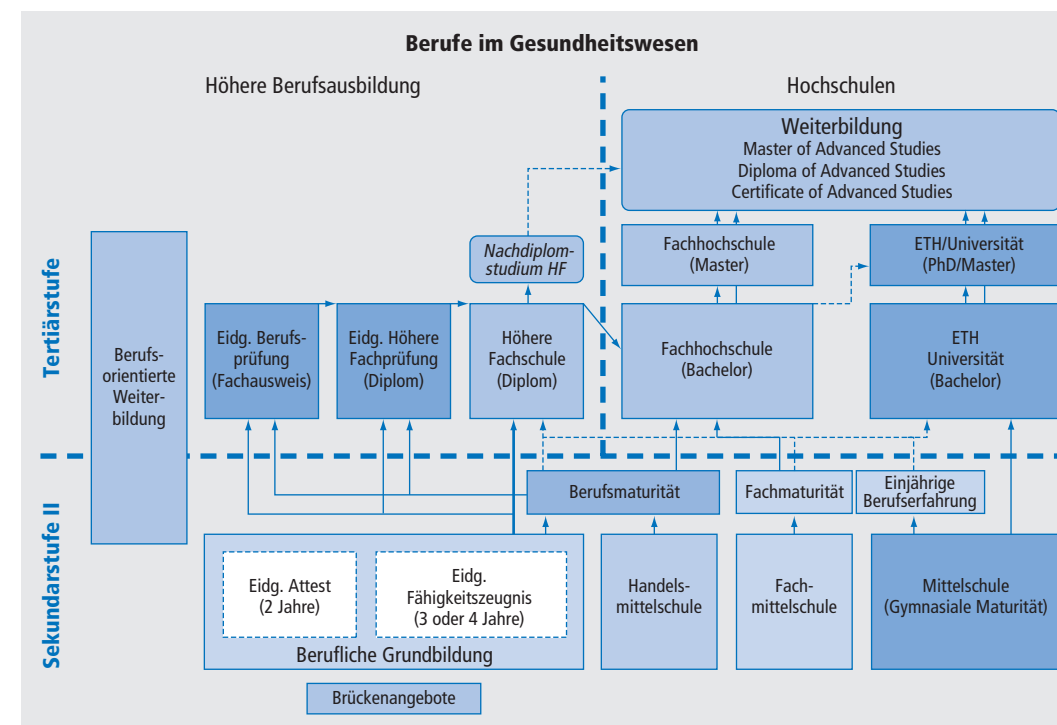 Berufe im Gesundheitswesen
Höhere Berufsausbildung
Hochschulen
Weiterbildung
Master of Advanced Studies
Diploma of Advanced Studies
Certificate of Advanced Studies
Tertiärstufe
Nachdiplom-
studium HF
Fachhochschule
(Master)
ETH/Universität
(PhD/Master)
Berufs-
orientierte
Weiter-
bildung
Eidg. Berufs-
prüfung
(Fachausweis)
Eidg. Höhere
Fachprüfung
(Diplom)
Höhere
Fachschule
(Diplom)
Fachhochschule
(Bachelor)
ETH
Universität
(Bachelor)
Sekundarstufe II
Berufsmaturität
Fachmaturität
Einjährige
Berufserfahrung
Eidg. Attest
(2 Jahre)
Eidg.
Fähigkeitszeugnis
(3 oder 4 Jahre)
Berufliche Grundbildung
Handels-
mittelschule
Fach-
mittelschule
Mittelschule
(Gymnasiale Maturität)
Brückenangebote